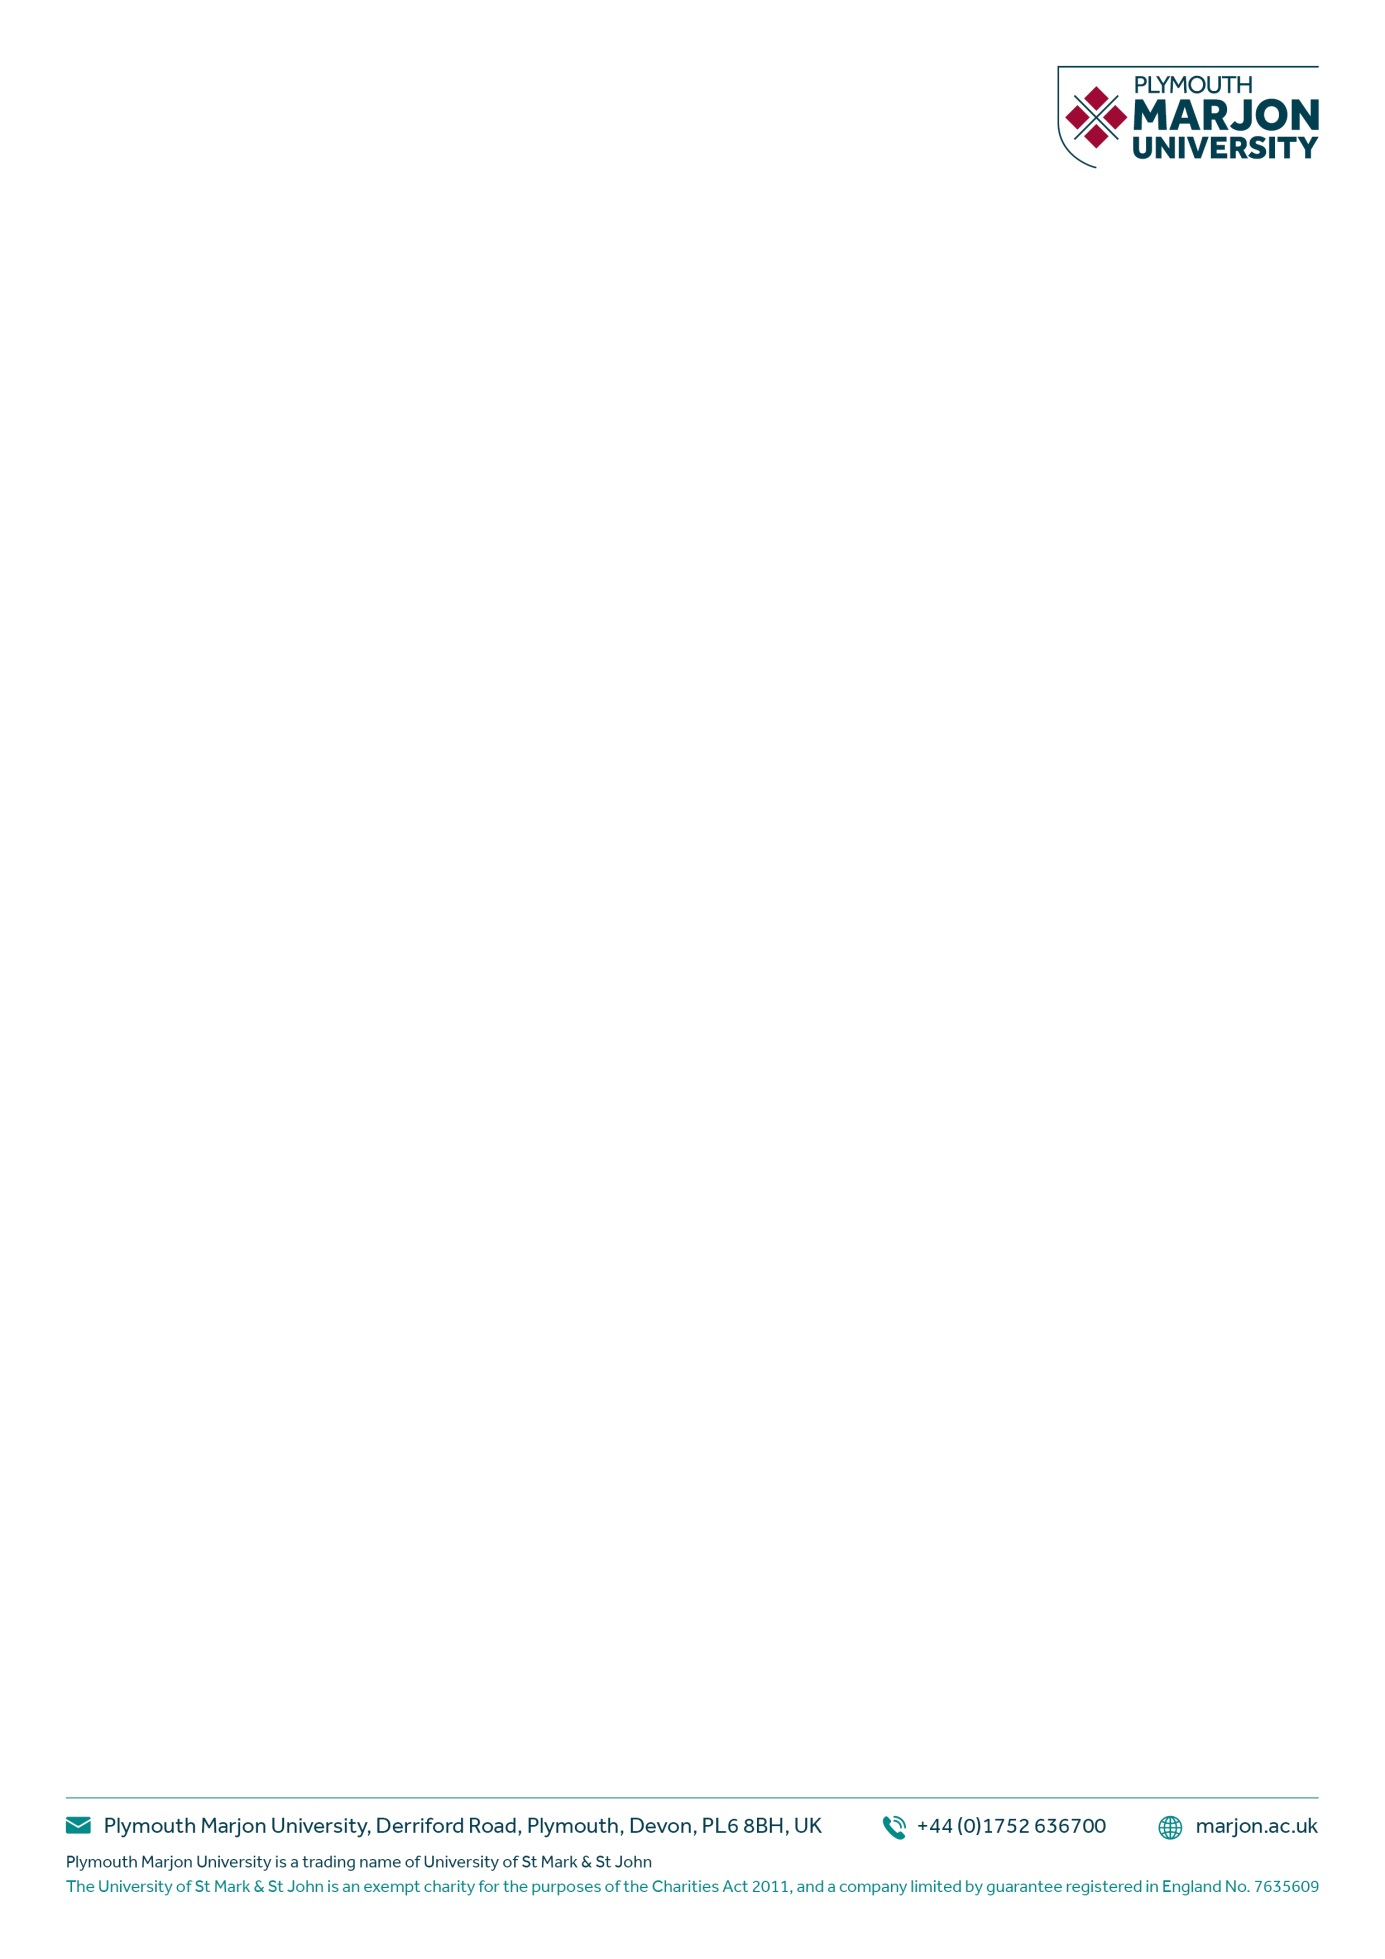 PLYMOUTH
MARJON
UNIVERSITY
Plymouth Marjon University, Derriford Road, Plymouth, Devon, PL6 8BH, UK +44 (0)1752 636700 marjon.ac.uk
Plymouth Marjon University is a trading name of University of St Mark & St John
The University of St Mark & St John is an exempt charity for the purposes of the Charities Act 2011, and a company limited by guarantee registered in England No. 7635609